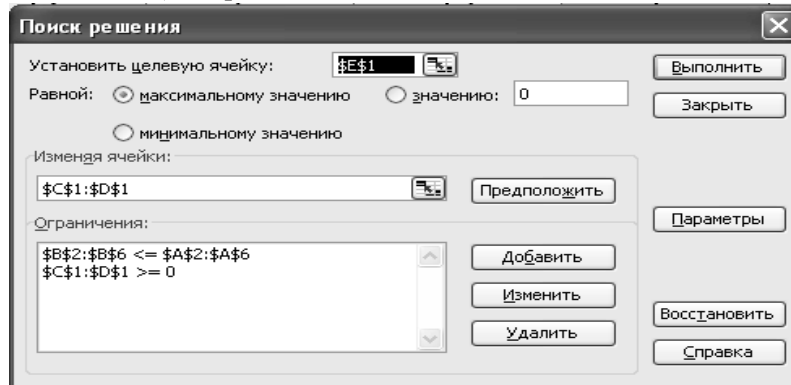 Поиск решения
Установить целевую ячейку: $E$1
Выполнить
Равной: максимальному значению значению: 0
Закрыть
минимальному значению
Изменяя ячейки:
$C$1:$D$1
Предположить
Ограничения:
Параметры
$B$2:$B$6 <= $A$2:$A$6
$C$1:$D$1 >= 0
Добавить
Изменить
Восстановить
Удалить
Справка